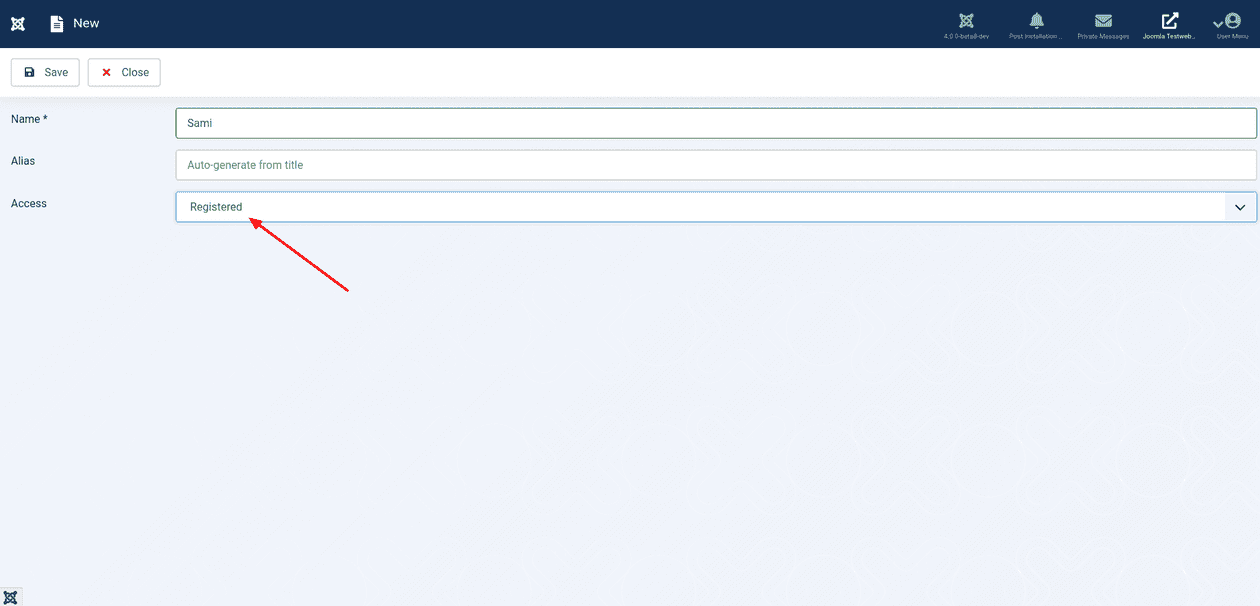 New
4.0.0-beta8-dev
Post Installation ...
Private Messages
Joomla Testweb...
User Menu
Save
Close
Name *
Sami
Alias
Auto-generate from title
Access
Registered